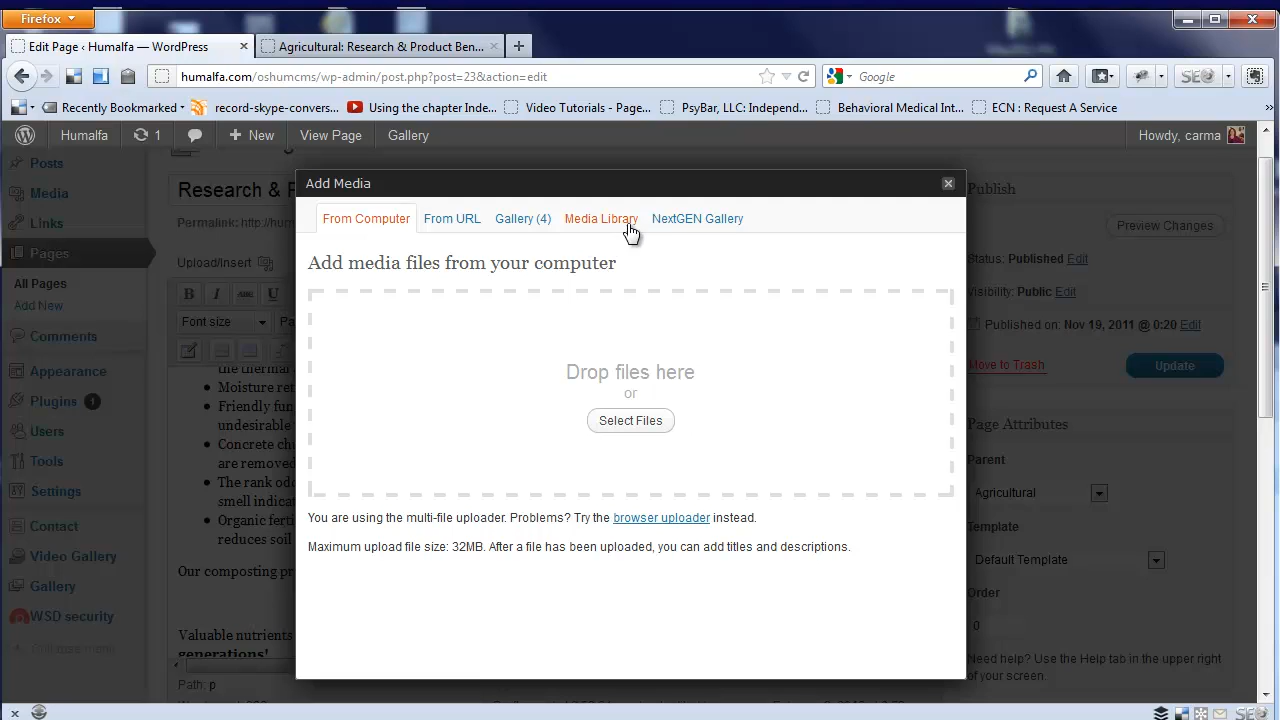 Firefox
Edit Page ‹ Humalfa — WordPress
Agricultural: Research & Product Ben...
humalfa.com/oshumcms/wp-admin/post.php?post=23&action=edit
Google
SE
Recently Bookmarked
record-skype-convers...
Using the chapter Inde...
Video Tutorials - Page...
PsyBar, LLC: Independ...
Behavioral Medical Int...
ECN : Request A Service
Humalfa
1
New
View Page
Gallery
Howdy, carma
Posts
Media
Links
Pages
All Pages
Add New
Comments
Appearance
Plugins 1
Users
Tools
Settings
Contact
Video Gallery
Gallery
WSD security
Collapse menu
Research & P
Permalink: http://hum
Upload/Insert
B I ABC U
Font size
Pa
the thermal
Moisture ret
Friendly fun
undesirable
Concrete ch
are removed
The rank odo
smell indicat
Organic ferti
reduces soil
Our composting pr
Valuable nutrients
generations!
Path: p
Add Media
From Computer
From URL
Gallery (4)
Media Library
NextGEN Gallery
Add media files from your computer
Drop files here
or
Select Files
You are using the multi-file uploader. Problems? Try the browser uploader instead.
Maximum upload file size: 32MB. After a file has been uploaded, you can add titles and descriptions.
Publish
Preview Changes
Status: Published Edit
Visibility: Public Edit
Published on: Nov 19, 2011 @ 0:20 Edit
Move to Trash
Update
Page Attributes
Parent
Agricultural
Template
Default Template
Order
0
Need help? Use the Help tab in the upper right
of your screen.
SE